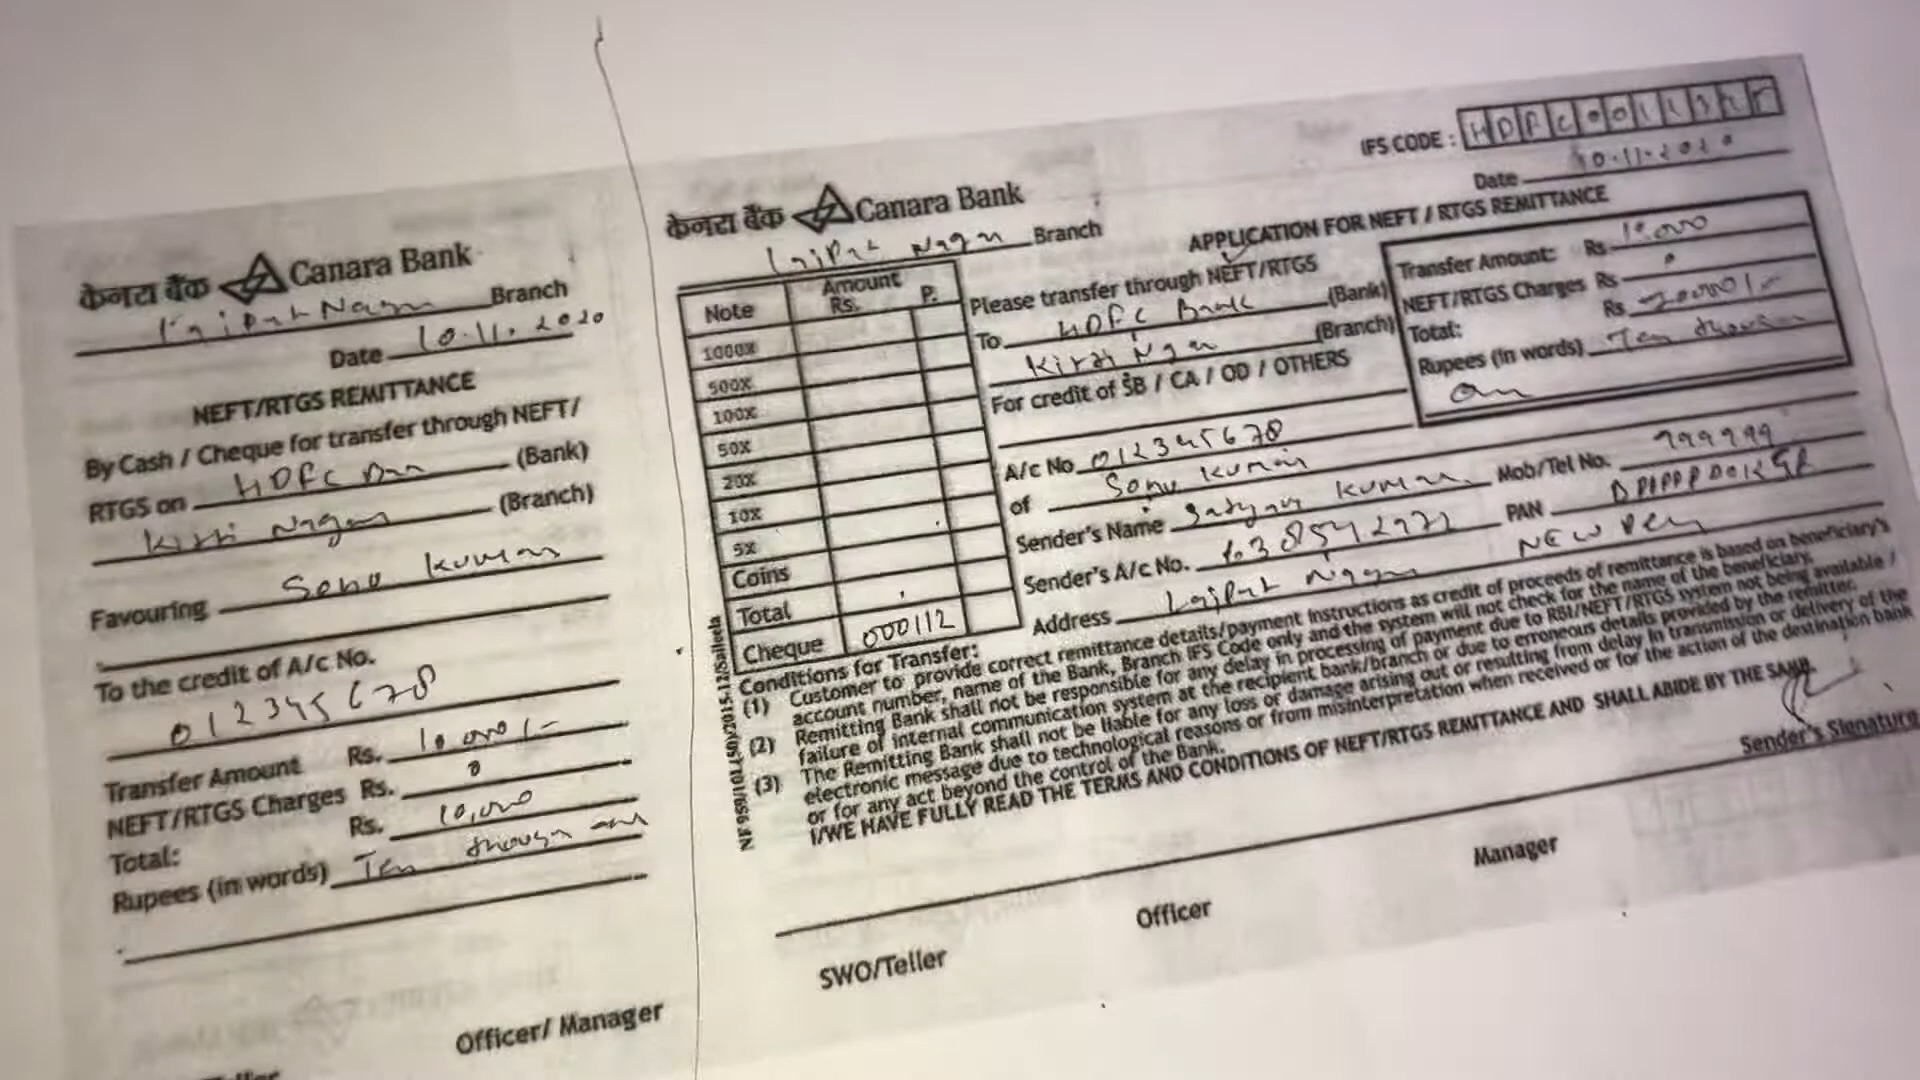 केनरा बैंक Canara Bank
Lajpat Nagar Branch
Date 10.11.2020
NEFT/RTGS REMITTANCE
By Cash / Cheque for transfer through NEFT/
RTGS on HDFC (Bank)
Kirti Nagar (Branch)
Favouring Sonu Kumar
To the credit of A/c No.
012345678
Transfer Amount Rs. 10,000/-
NEFT/RTGS Charges Rs. 0
Total: Rs. 10,000
Rupees (in words) Ten
Officer/ Manager
IFS CODE : HDFC
Date 10.11.2020
केनरा बैंक Canara Bank
Lajpat Nagar Branch
APPLICATION FOR NEFT / RTGS REMITTANCE
Note Amount Rs. P.
1000X
500X
100X
50X
20X
10X
5X
Coins
Total
Cheque 000112
Please transfer through NEFT/RTGS
To HDFC Bank (Bank)
Kirti Nagar (Branch)
For credit of SB / CA / OD / OTHERS
Transfer Amount: Rs. 10,000
NEFT/RTGS Charges Rs 0
Total: Rs
Rupees (in words) Ten
A/c No. 012345678
of Sonu Kumar
Sender's Name Kumar Mob/Tel No. 999999
Sender's A/c No. PAN
Address Lajpat Nagar NEW
Conditions for Transfer:
(1) Customer to provide correct remittance details/payment instructions as credit of proceeds of remittance is based on beneficiary's
account number, name of the Bank, Branch IFS Code only and the system will not check for the name of the beneficiary.
(2) Remitting Bank shall not be responsible for any delay in processing of payment due to RBI/NEFT/RTGS system not being available /
failure of internal communication system at the recipient bank/branch or due to erroneous details provided by the remitter.
(3) The Remitting Bank shall not be liable for any loss or damage arising out or resulting from delay in transmission or delivery of the
electronic message due to technological reasons or from misinterpretation when received or for the action of the destination bank
or for any act beyond the control of the Bank.
I/WE HAVE FULLY READ THE TERMS AND CONDITIONS OF NEFT/RTGS REMITTANCE AND SHALL ABIDE BY THE SAME.
Sender's Signature
SWO/Teller Officer Manager